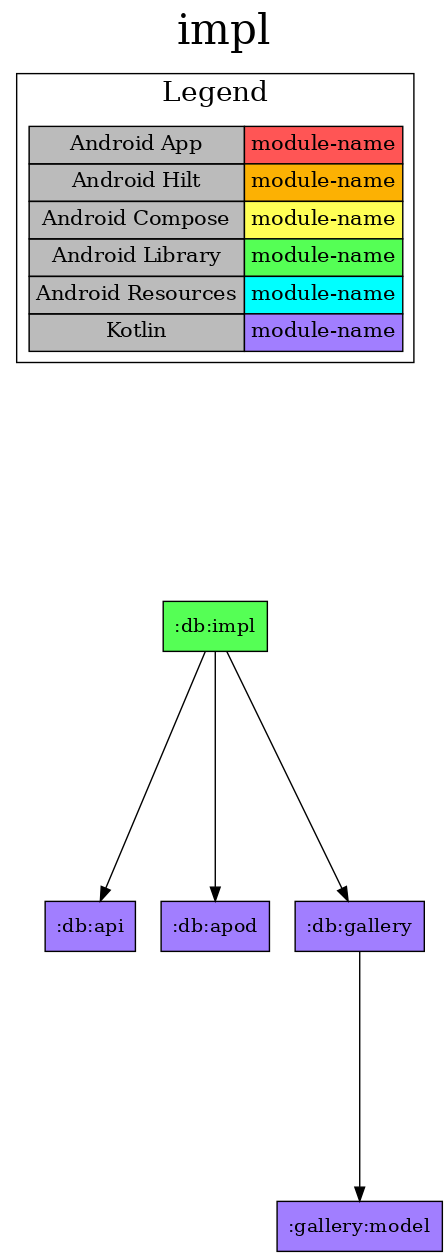 impl
Legend
Android App module-name
Android Hilt module-name
Android Compose module-name
Android Library module-name
Android Resources module-name
Kotlin module-name
:db:impl
:db:api :db:apod :db:gallery
:gallery:model